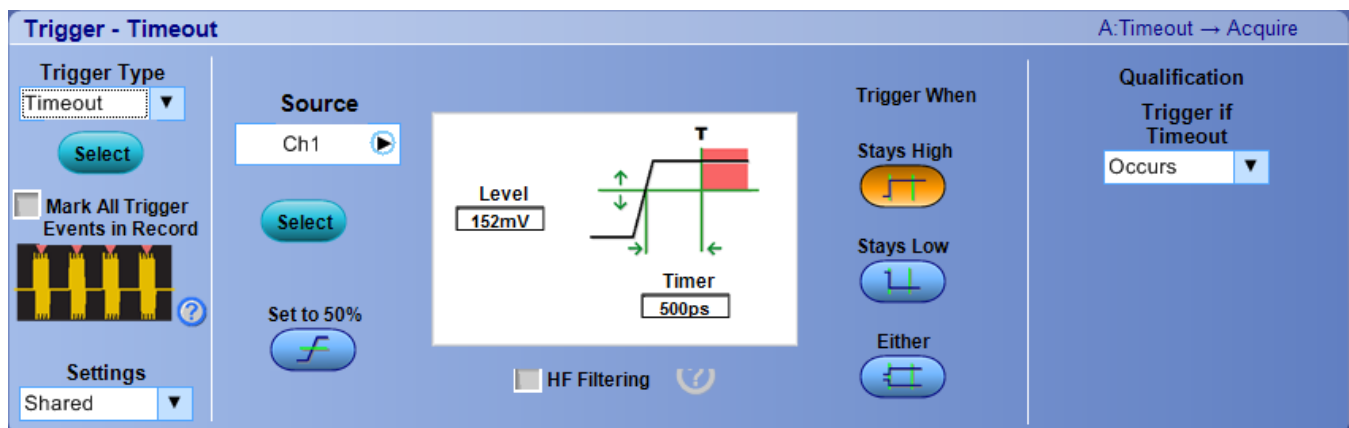 Trigger - Timeout
A:Timeout → Acquire
Trigger Type
Timeout
Select
Mark All Trigger
Events in Record
Settings
Shared
Source
Ch1
Select
Set to 50%
Level
152mV
T
Timer
500ps
HF Filtering
Trigger When
Stays High
Stays Low
Either
Qualification
Trigger if
Timeout
Occurs